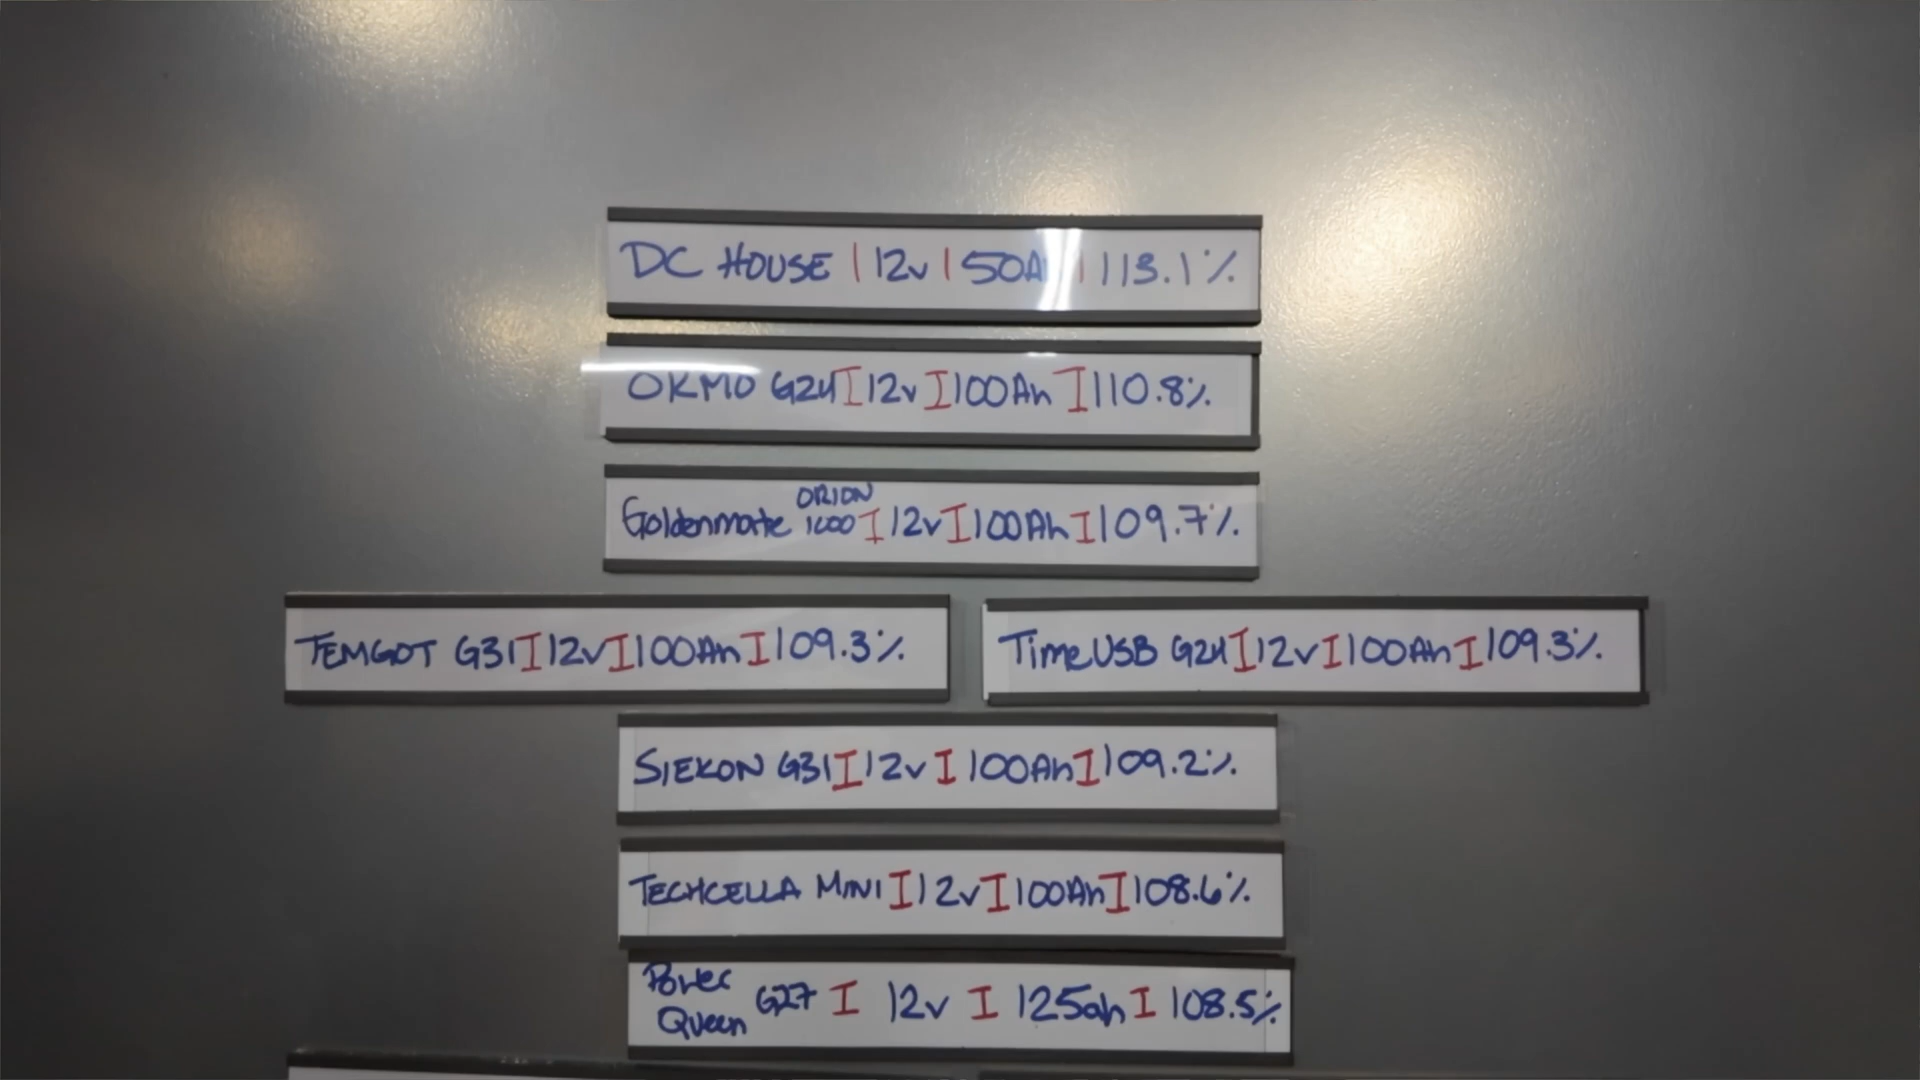 DC HOUSE | 12v | 50A | 113.1%
OKMO G24 I 12v I 100Ah I 110.8%
Goldenmate ORION 1000 I 12v I 100Ah I 109.7%
TEMGOT G31 I 12v I 100Ah I 109.3%
TimeUSB G24 I 12v I 100Ah I 109.3%
SIEKON G31 I 12v I 100Ah I 109.2%
TECHCELLA MINI I 12v I 100Ah I 108.6%
Power Queen G27 I 12v I 125ah I 108.5%